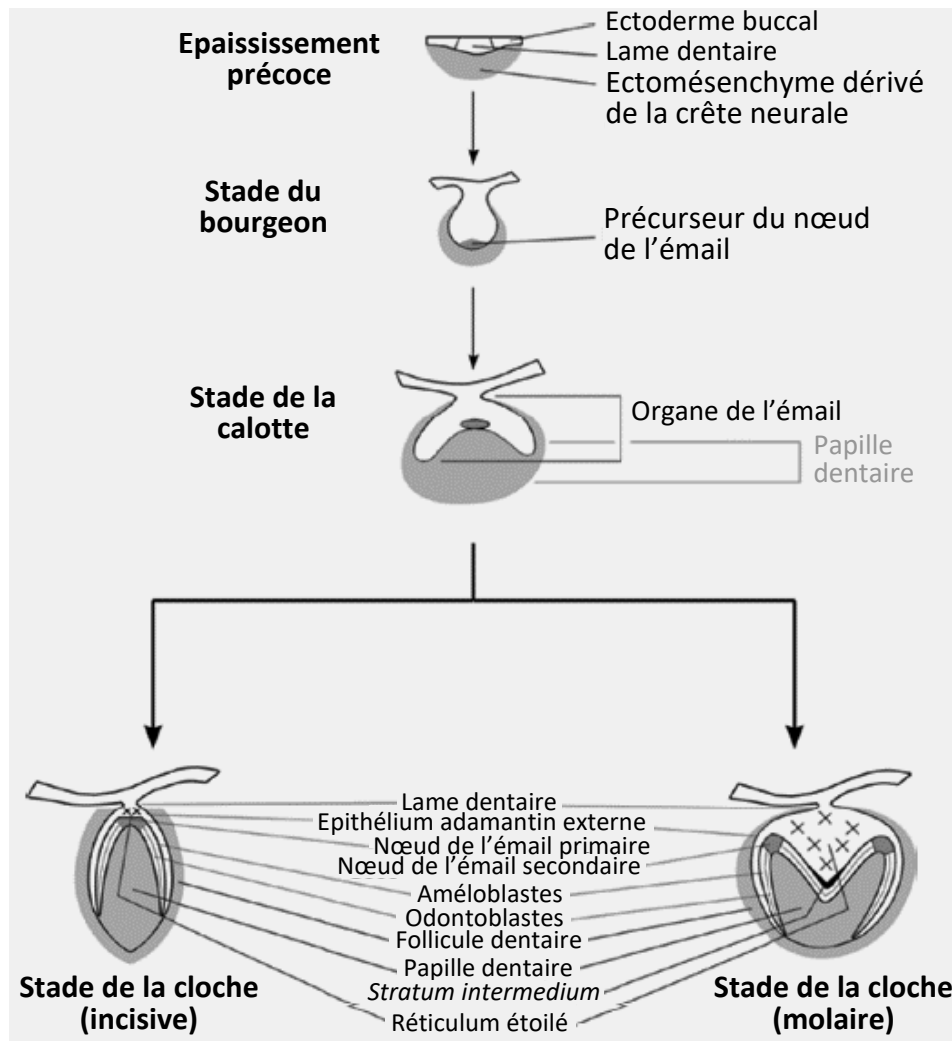 Epaississement
précoce
Ectoderme buccal
Lame dentaire
Ectomésenchyme dérivé
de la crête neurale
Stade du
bourgeon
Précurseur du nœud
de l’émail
Stade de la
calotte
Organe de l’émail
Papille
dentaire
Lame dentaire
Epithélium adamantin externe
Nœud de l’émail primaire
Nœud de l’émail secondaire
Améloblastes
Odontoblastes
Follicule dentaire
Papille dentaire
Stratum intermedium
Réticulum étoilé
Stade de la cloche
(incisive)
Stade de la cloche
(molaire)